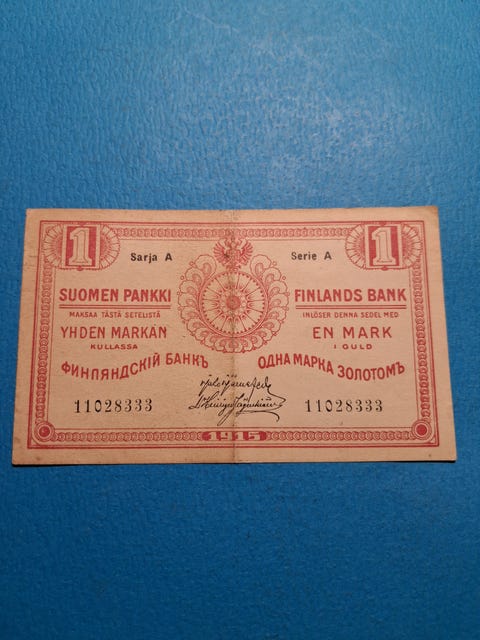 1 1
Sarja A Serie A
SUOMEN PANKKI FINLANDS BANK
MAKSAA TÄSTÄ SETELISTÄ INLÖSER DENNA SEDEL MED
YHDEN MARKAN EN MARK
KULLASSA I GULD
ФИНЛЯНДСКІЙ БАНКЪ ОДНА МАРКА ЗОЛОТОМЪ
11028333 11028333
1915